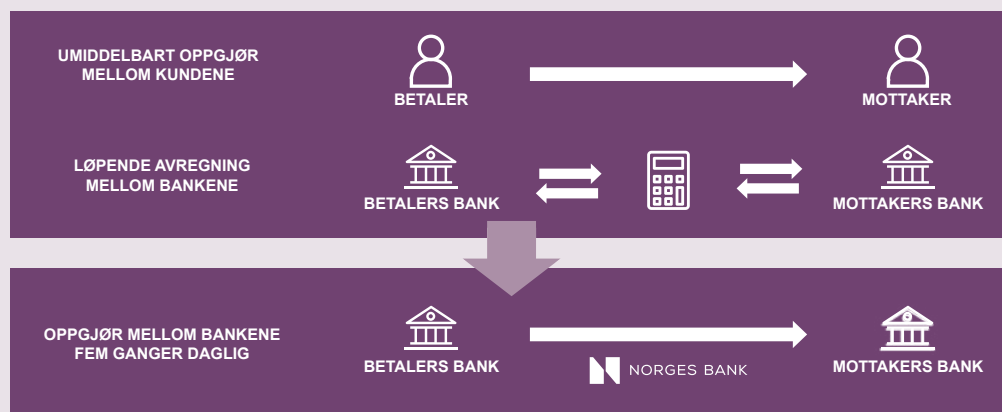 UMIDDELBART OPPGJØR
MELLOM KUNDENE
BETALER
MOTTAKER
LØPENDE AVREGNING
MELLOM BANKENE
BETALERS BANK
MOTTAKERS BANK
OPPGJØR MELLOM BANKENE
FEM GANGER DAGLIG
BETALERS BANK
NORGES BANK
MOTTAKERS BANK